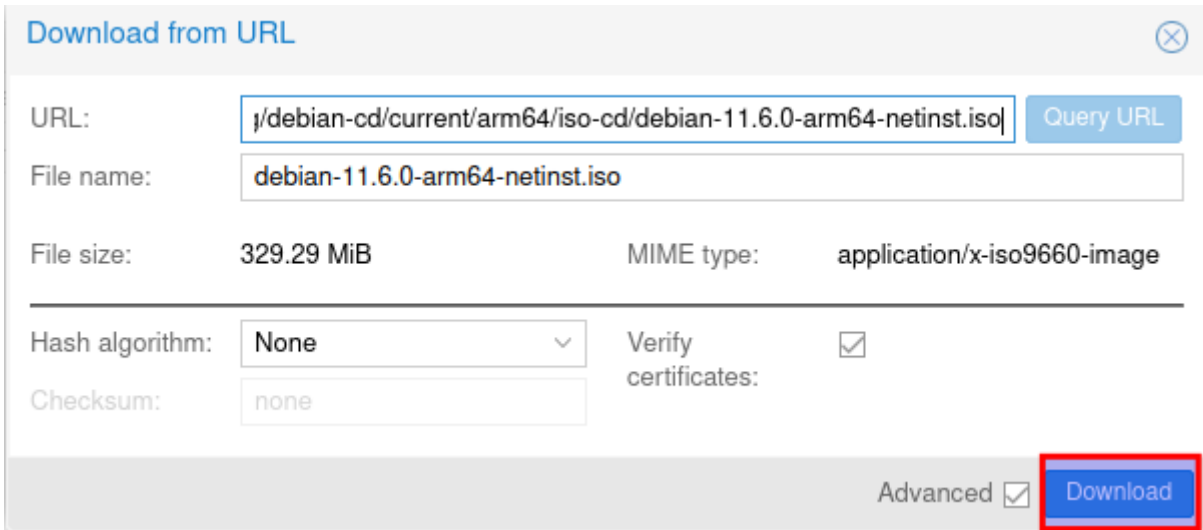 Download from URL
URL: g/debian-cd/current/arm64/iso-cd/debian-11.6.0-arm64-netinst.iso Query URL
File name: debian-11.6.0-arm64-netinst.iso
File size: 329.29 MiB MIME type: application/x-iso9660-image
Hash algorithm: None Verify certificates:
Checksum: none
Advanced Download